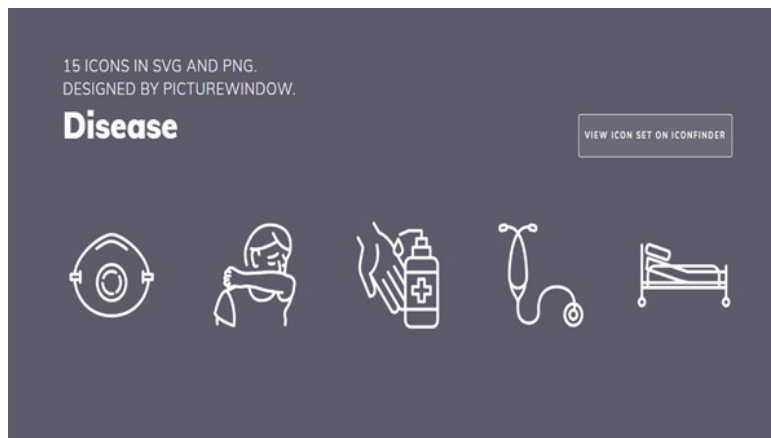 15 ICONS IN SVG AND PNG.
DESIGNED BY PICTUREWINDOW.
Disease
VIEW ICON SET ON ICONFINDER